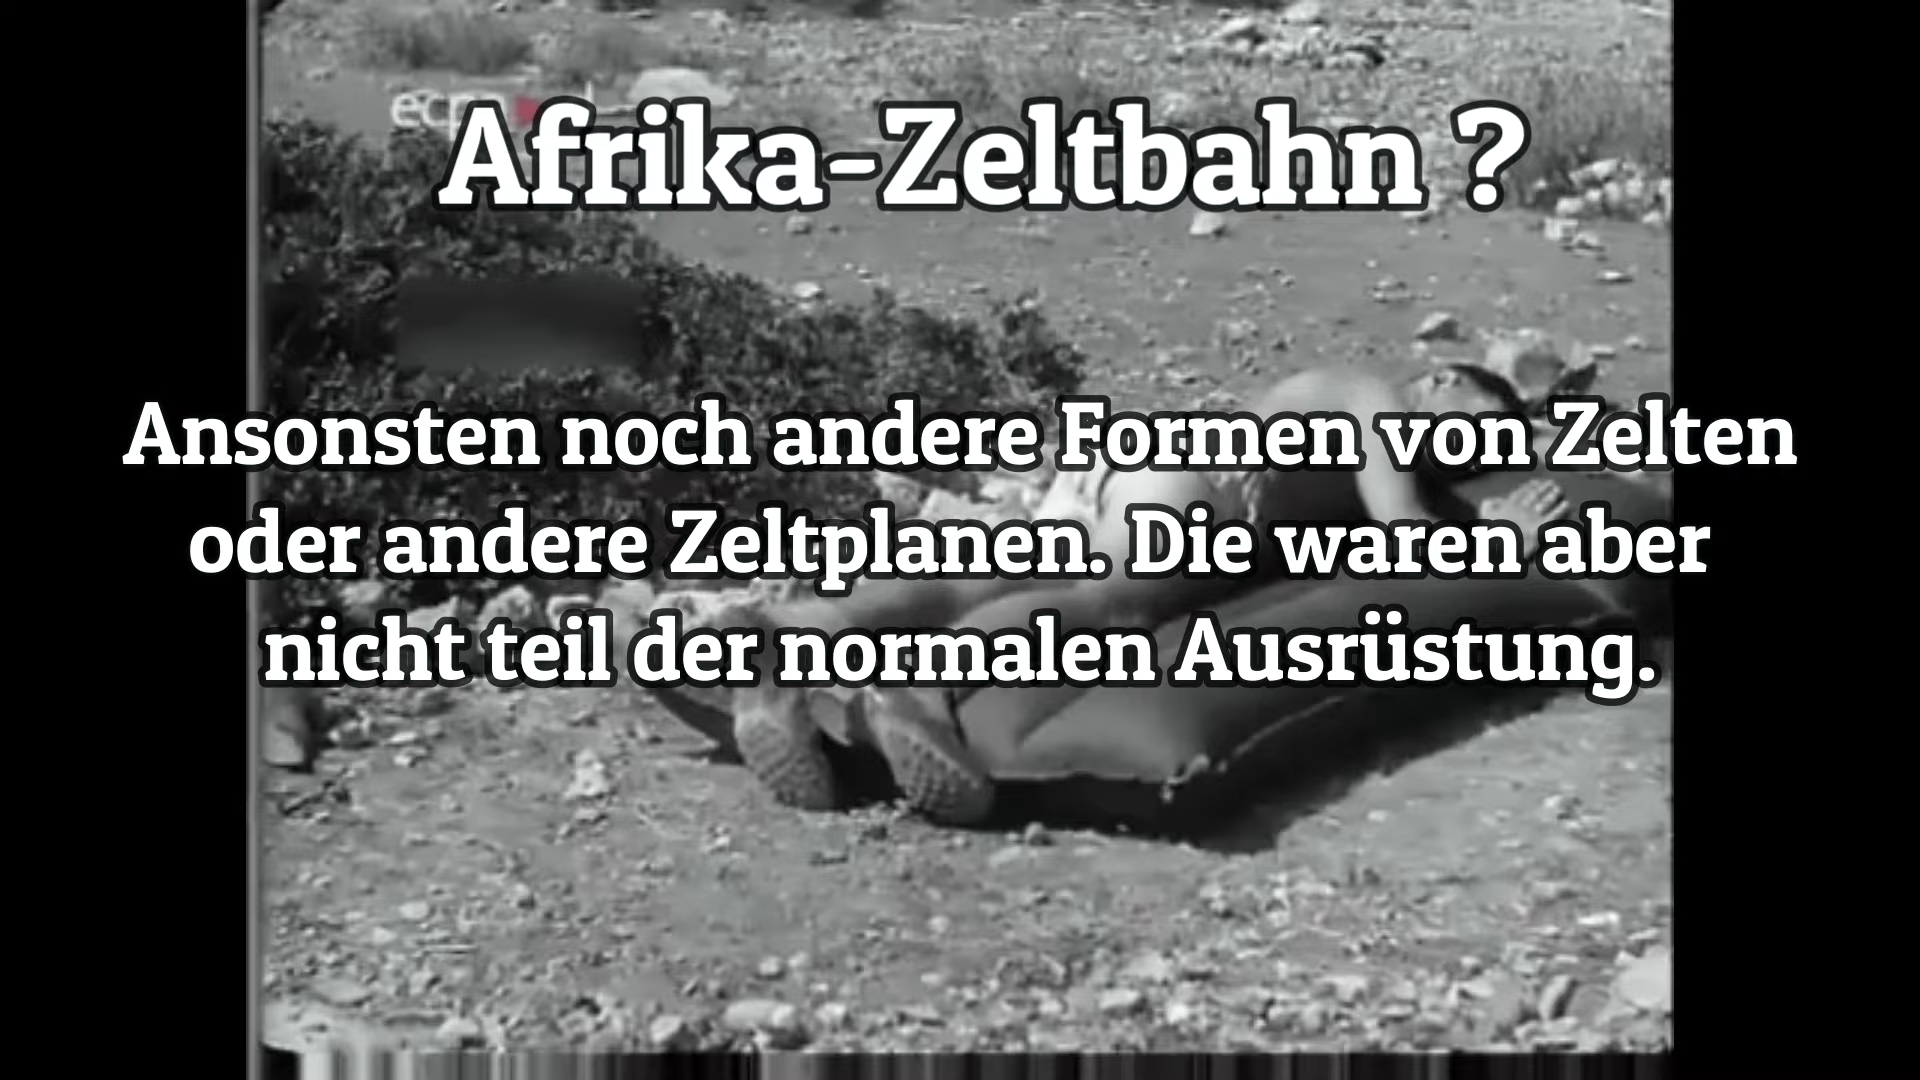 Afrika-Zeltbahn ?
Ansonsten noch andere Formen von Zelten
oder andere Zeltplanen. Die waren aber
nicht teil der normalen Ausrüstung.